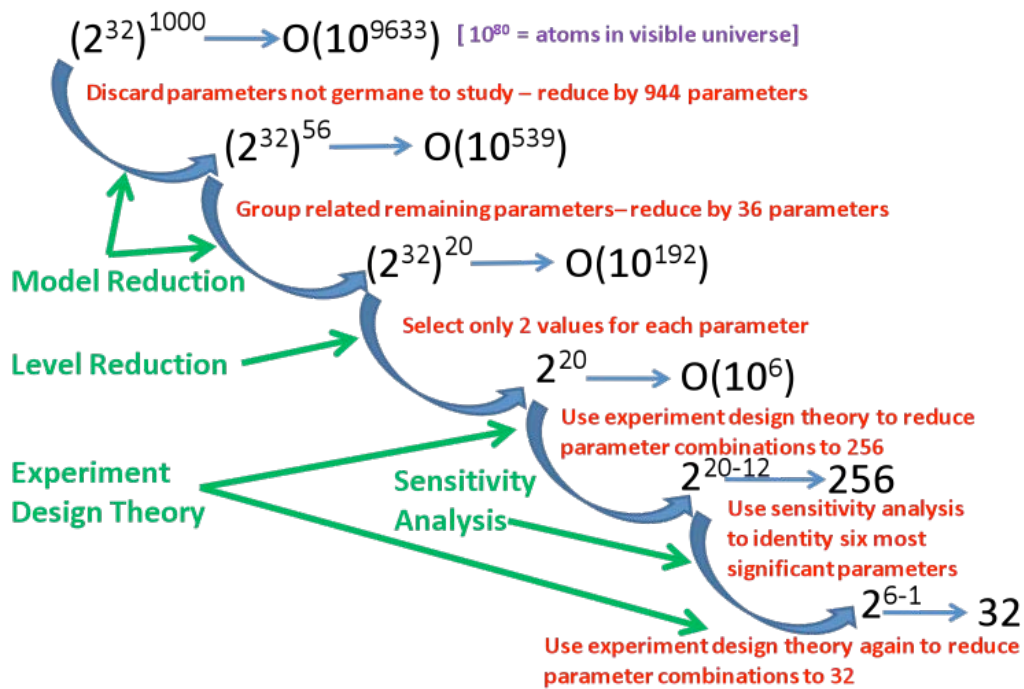 (2³²)¹⁰⁰⁰ → O(10⁹⁶³³) [ 10⁸⁰ = atoms in visible universe]
Discard parameters not germane to study – reduce by 944 parameters
(2³²)⁵⁶ → O(10⁵³⁹)
Group related remaining parameters–reduce by 36 parameters
(2³²)²⁰ → O(10¹⁹²)
Model Reduction
Select only 2 values for each parameter
Level Reduction
2²⁰ → O(10⁶)
Use experiment design theory to reduce
parameter combinations to 256
Experiment
Design Theory
Sensitivity
Analysis
2²⁰⁻¹² → 256
Use sensitivity analysis
to identity six most
significant parameters
2⁶⁻¹ → 32
Use experiment design theory again to reduce
parameter combinations to 32